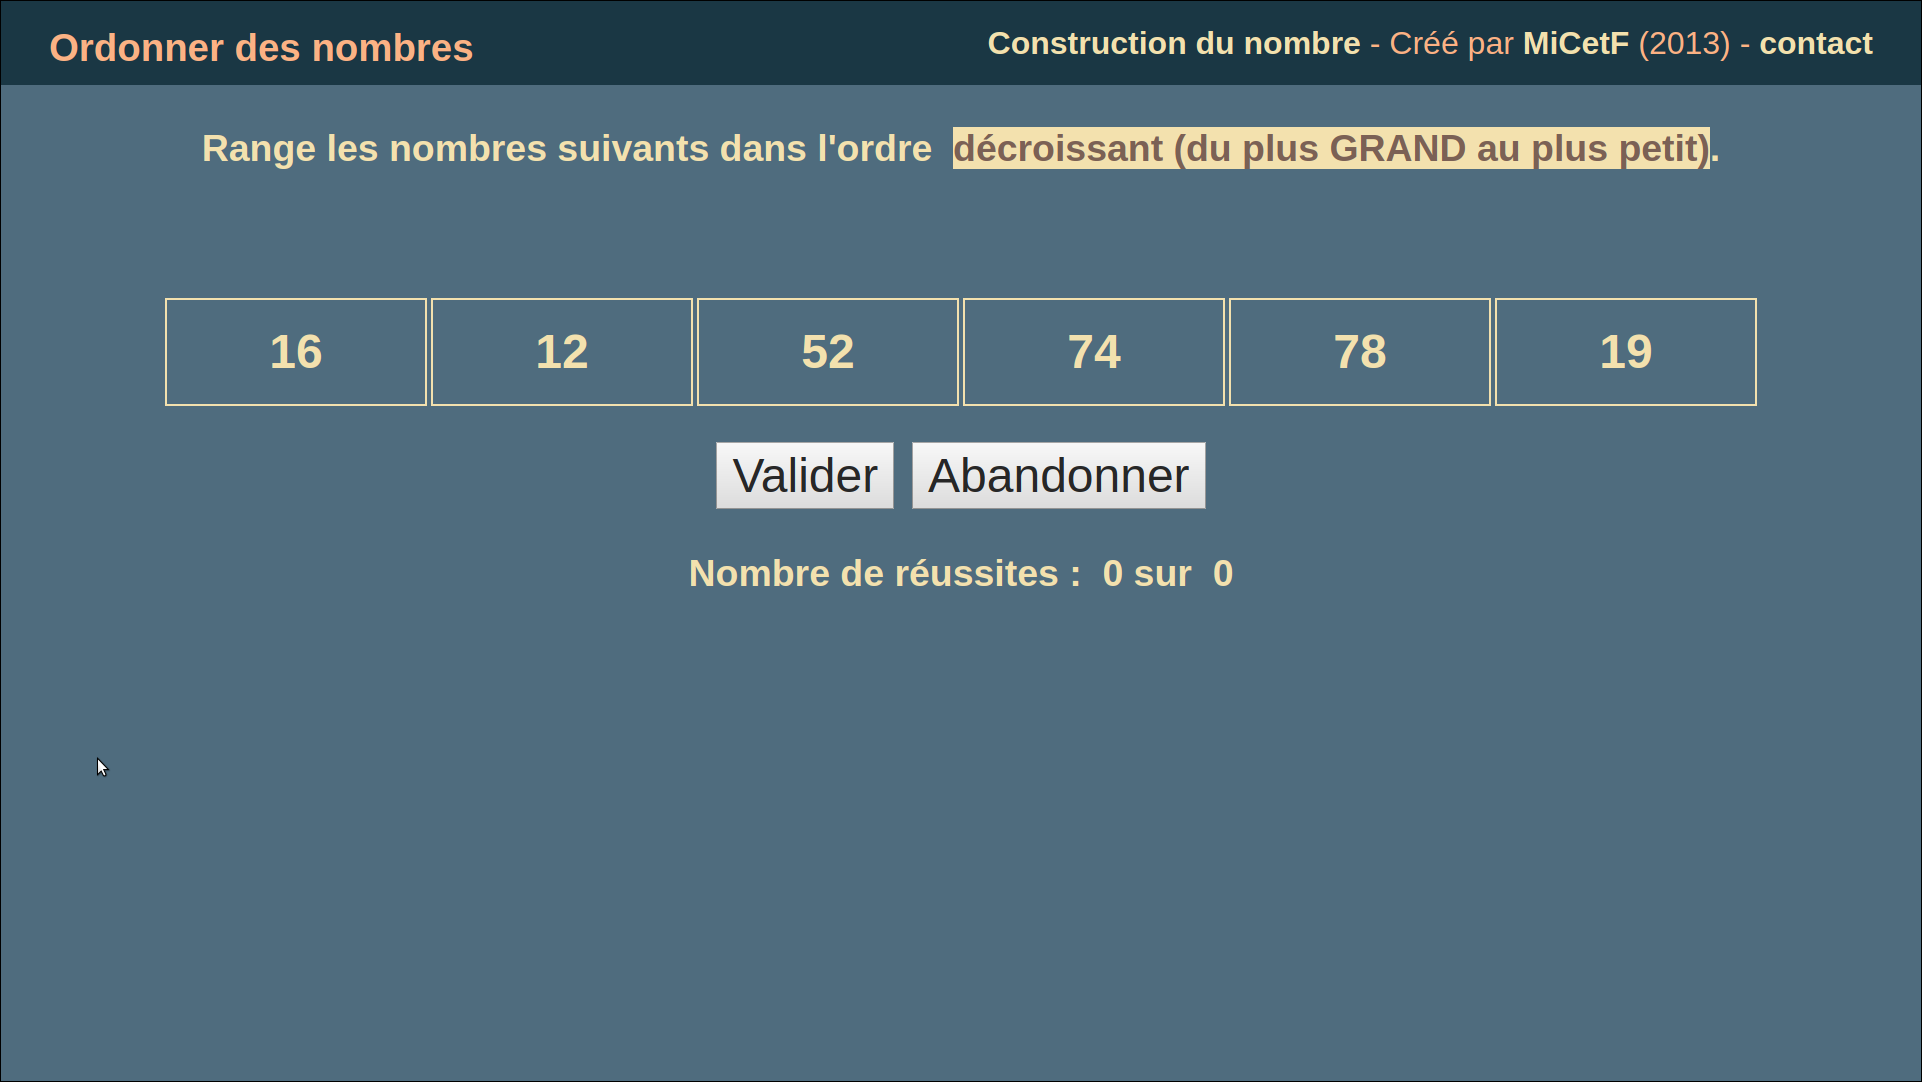 Ordonner des nombres
Construction du nombre - Créé par MiCetF (2013) - contact
Range les nombres suivants dans l'ordre décroissant (du plus GRAND au plus petit).
16 12 52 74 78 19
Valider Abandonner
Nombre de réussites : 0 sur 0